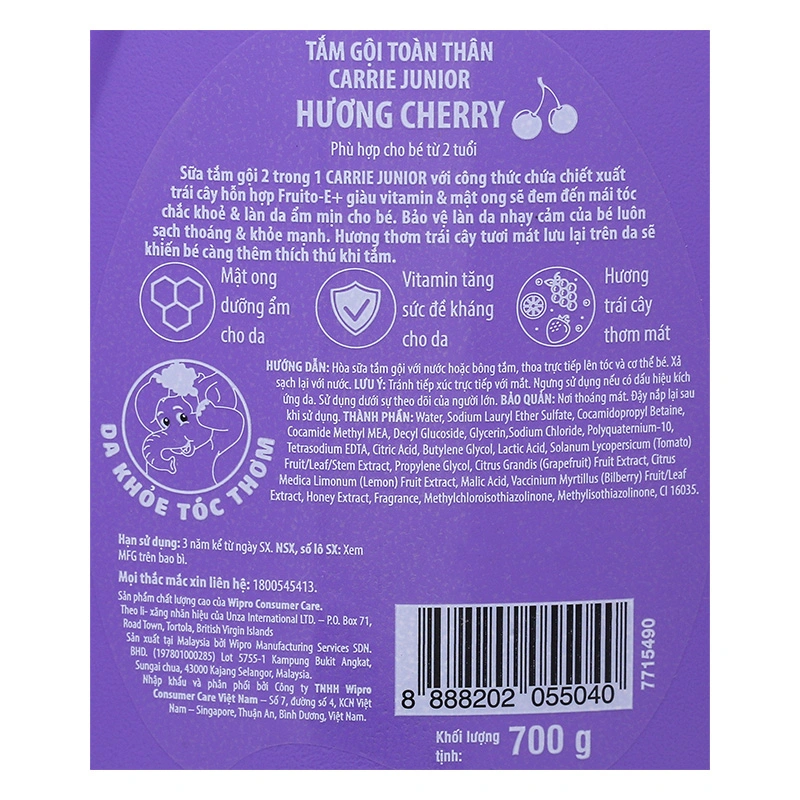 TẮM GỘI TOÀN THÂN
CARRIE JUNIOR
HƯƠNG CHERRY
Phù hợp cho bé từ 2 tuổi
Sữa tắm gội 2 trong 1 CARRIE JUNIOR với công thức chứa chiết xuất
trái cây hỗn hợp Fruito-E+ giàu vitamin & mật ong sẽ đem đến mái tóc
chắc khoẻ & làn da ẩm mịn cho bé. Bảo vệ làn da nhạy cảm của bé luôn
sạch thoáng & khỏe mạnh. Hương thơm trái cây tươi mát lưu lại trên da sẽ
khiến bé càng thêm thích thú khi tắm.
Mật ong
dưỡng ẩm
cho da
Vitamin tăng
sức đề kháng
cho da
Hương
trái cây
thơm mát
DA KHỎE TÓC THƠM
HƯỚNG DẪN: Hòa sữa tắm gội với nước hoặc bông tắm, thoa trực tiếp lên tóc và cơ thể bé. Xả
sạch lại với nước. LƯU Ý: Tránh tiếp xúc trực tiếp với mắt. Ngưng sử dụng nếu có dấu hiệu kích
ứng da. Sử dụng dưới sự theo dõi của người lớn. BẢO QUẢN: Nơi thoáng mát. Đậy nắp lại sau
khi sử dụng. THÀNH PHẦN: Water, Sodium Lauryl Ether Sulfate, Cocamidopropyl Betaine,
Cocamide Methyl MEA, Decyl Glucoside, Glycerin,Sodium Chloride, Polyquaternium-10,
Tetrasodium EDTA, Citric Acid, Butylene Glycol, Lactic Acid, Solanum Lycopersicum (Tomato)
Fruit/Leaf/Stem Extract, Propylene Glycol, Citrus Grandis (Grapefruit) Fruit Extract, Citrus
Medica Limonum (Lemon) Fruit Extract, Malic Acid, Vaccinium Myrtillus (Bilberry) Fruit/Leaf
Extract, Honey Extract, Fragrance, Methylchloroisothiazolinone, Methylisothiazolinone, CI 16035.
Hạn sử dụng: 3 năm kể từ ngày SX. NSX, số lô SX: Xem
MFG trên bao bì.
Mọi thắc mắc xin liên hệ: 1800545413.
Sản phẩm chất lượng cao của Wipro Consumer Care.
Theo li- xăng nhãn hiệu của Unza International LTD. – P.O. Box 71,
Road Town, Tortola, British Virgin Islands
Sản xuất tại Malaysia bởi Wipro Manufacturing Services SDN.
BHD. (197801000285) Lot 5755-1 Kampung Bukit Angkat,
Sungai chua, 43000 Kajang Selangor, Malaysia.
Nhập khẩu và phân phối bởi Công ty TNHH Wipro
Consumer Care Việt Nam – Số 7, đường số 4, KCN Việt
Nam – Singapore, Thuận An, Bình Dương, Việt Nam.
8 888202 055040
7715490
Khối lượng
tịnh: 700 g